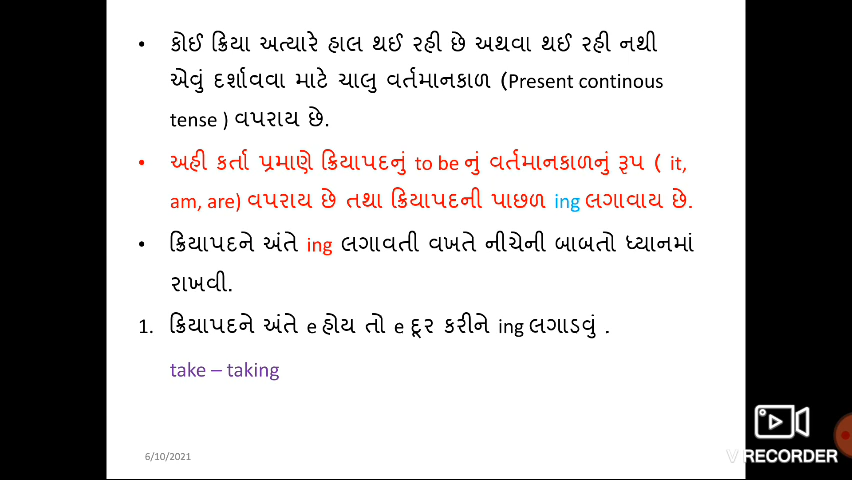 • કોઈ ક્રિયા અત્યારે હાલ થઈ રહી છે અથવા થઈ રહી નથી
એવું દર્શાવવા માટે ચાલુ વર્તમાનકાળ (Present continous
tense ) વપરાય છે.
• અહી કર્તા પ્રમાણે ક્રિયાપદનું to be નું વર્તમાનકાળનું રૂપ ( it,
am, are) વપરાય છે તથા ક્રિયાપદની પાછળ ing લગાવાય છે.
• ક્રિયાપદને અંતે ing લગાવતી વખતે નીચેની બાબતો ધ્યાનમાં
રાખવી.
1. ક્રિયાપદને અંતે e હોય તો e દૂર કરીને ing લગાડવું .
take – taking
6/10/2021
V RECORDER